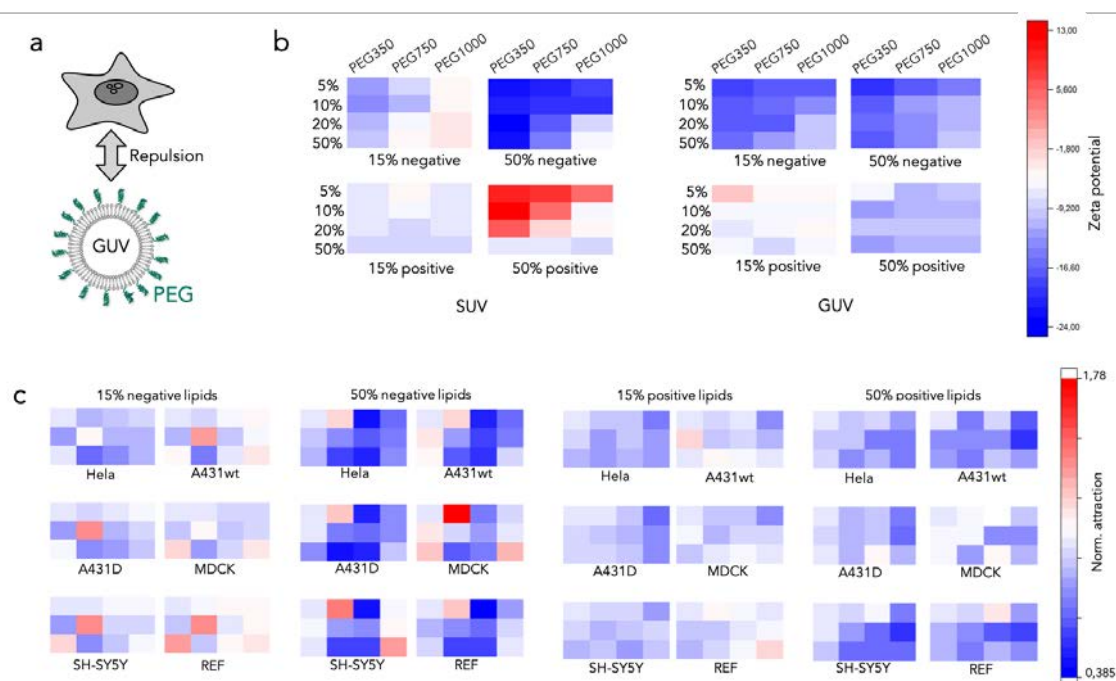 a
Repulsion
GUV
PEG
b
PEG350 PEG750 PEG1000 PEG350 PEG750 PEG1000 PEG350 PEG750 PEG1000 PEG350 PEG750 PEG1000
5% 5%
10% 10%
20% 20%
50% 50%
15% negative 50% negative 15% negative 50% negative
5% 5%
10% 10%
20% 20%
50% 50%
15% positive 50% positive 15% positive 50% positive
SUV GUV
13,00
5,600
-1,800
-9,200
-16,60
-24,00
Zeta potential
c
15% negative lipids 50% negative lipids 15% positive lipids 50% positive lipids
Hela A431wt Hela A431wt Hela A431wt Hela A431wt
A431D MDCK A431D MDCK A431D MDCK A431D MDCK
SH-SY5Y REF SH-SY5Y REF SH-SY5Y REF SH-SY5Y REF
1,78
Norm. attraction
0,385